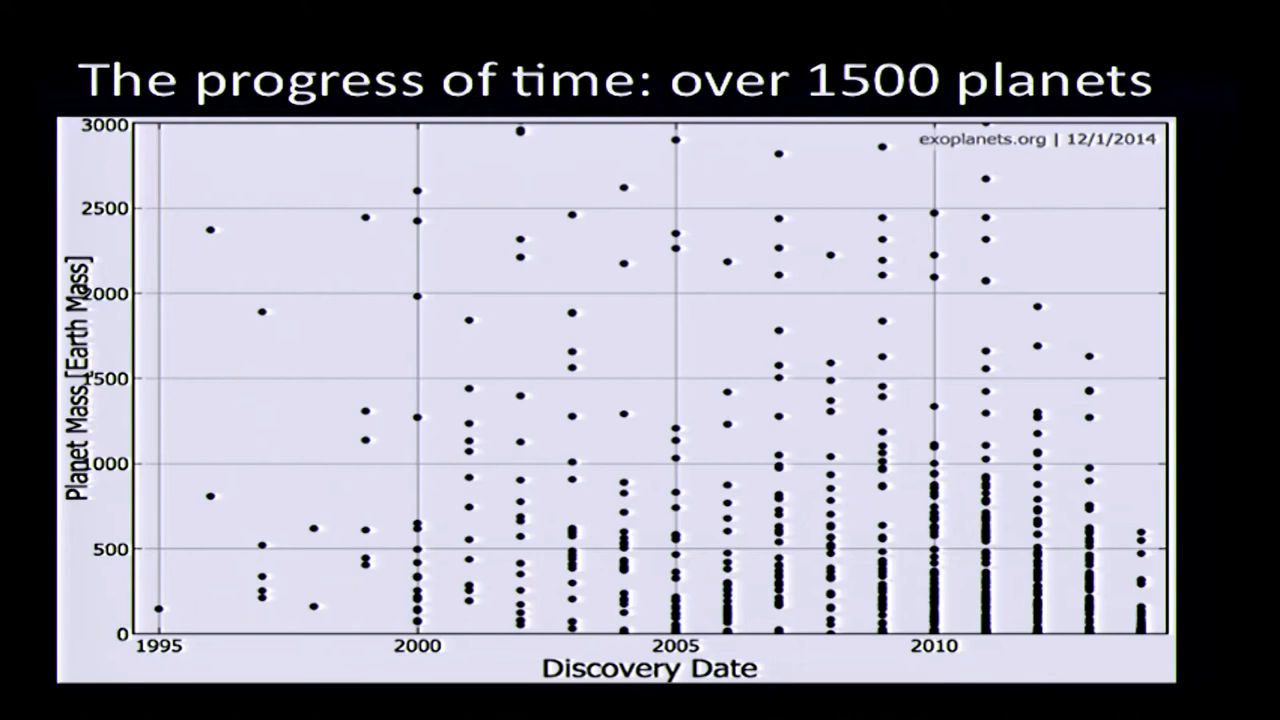 The progress of time: over 1500 planets
exoplanets.org | 12/1/2014
3000
2500
2000
1500
1000
500
0
Planet Mass [Earth Mass]
1995
2000
2005
2010
Discovery Date